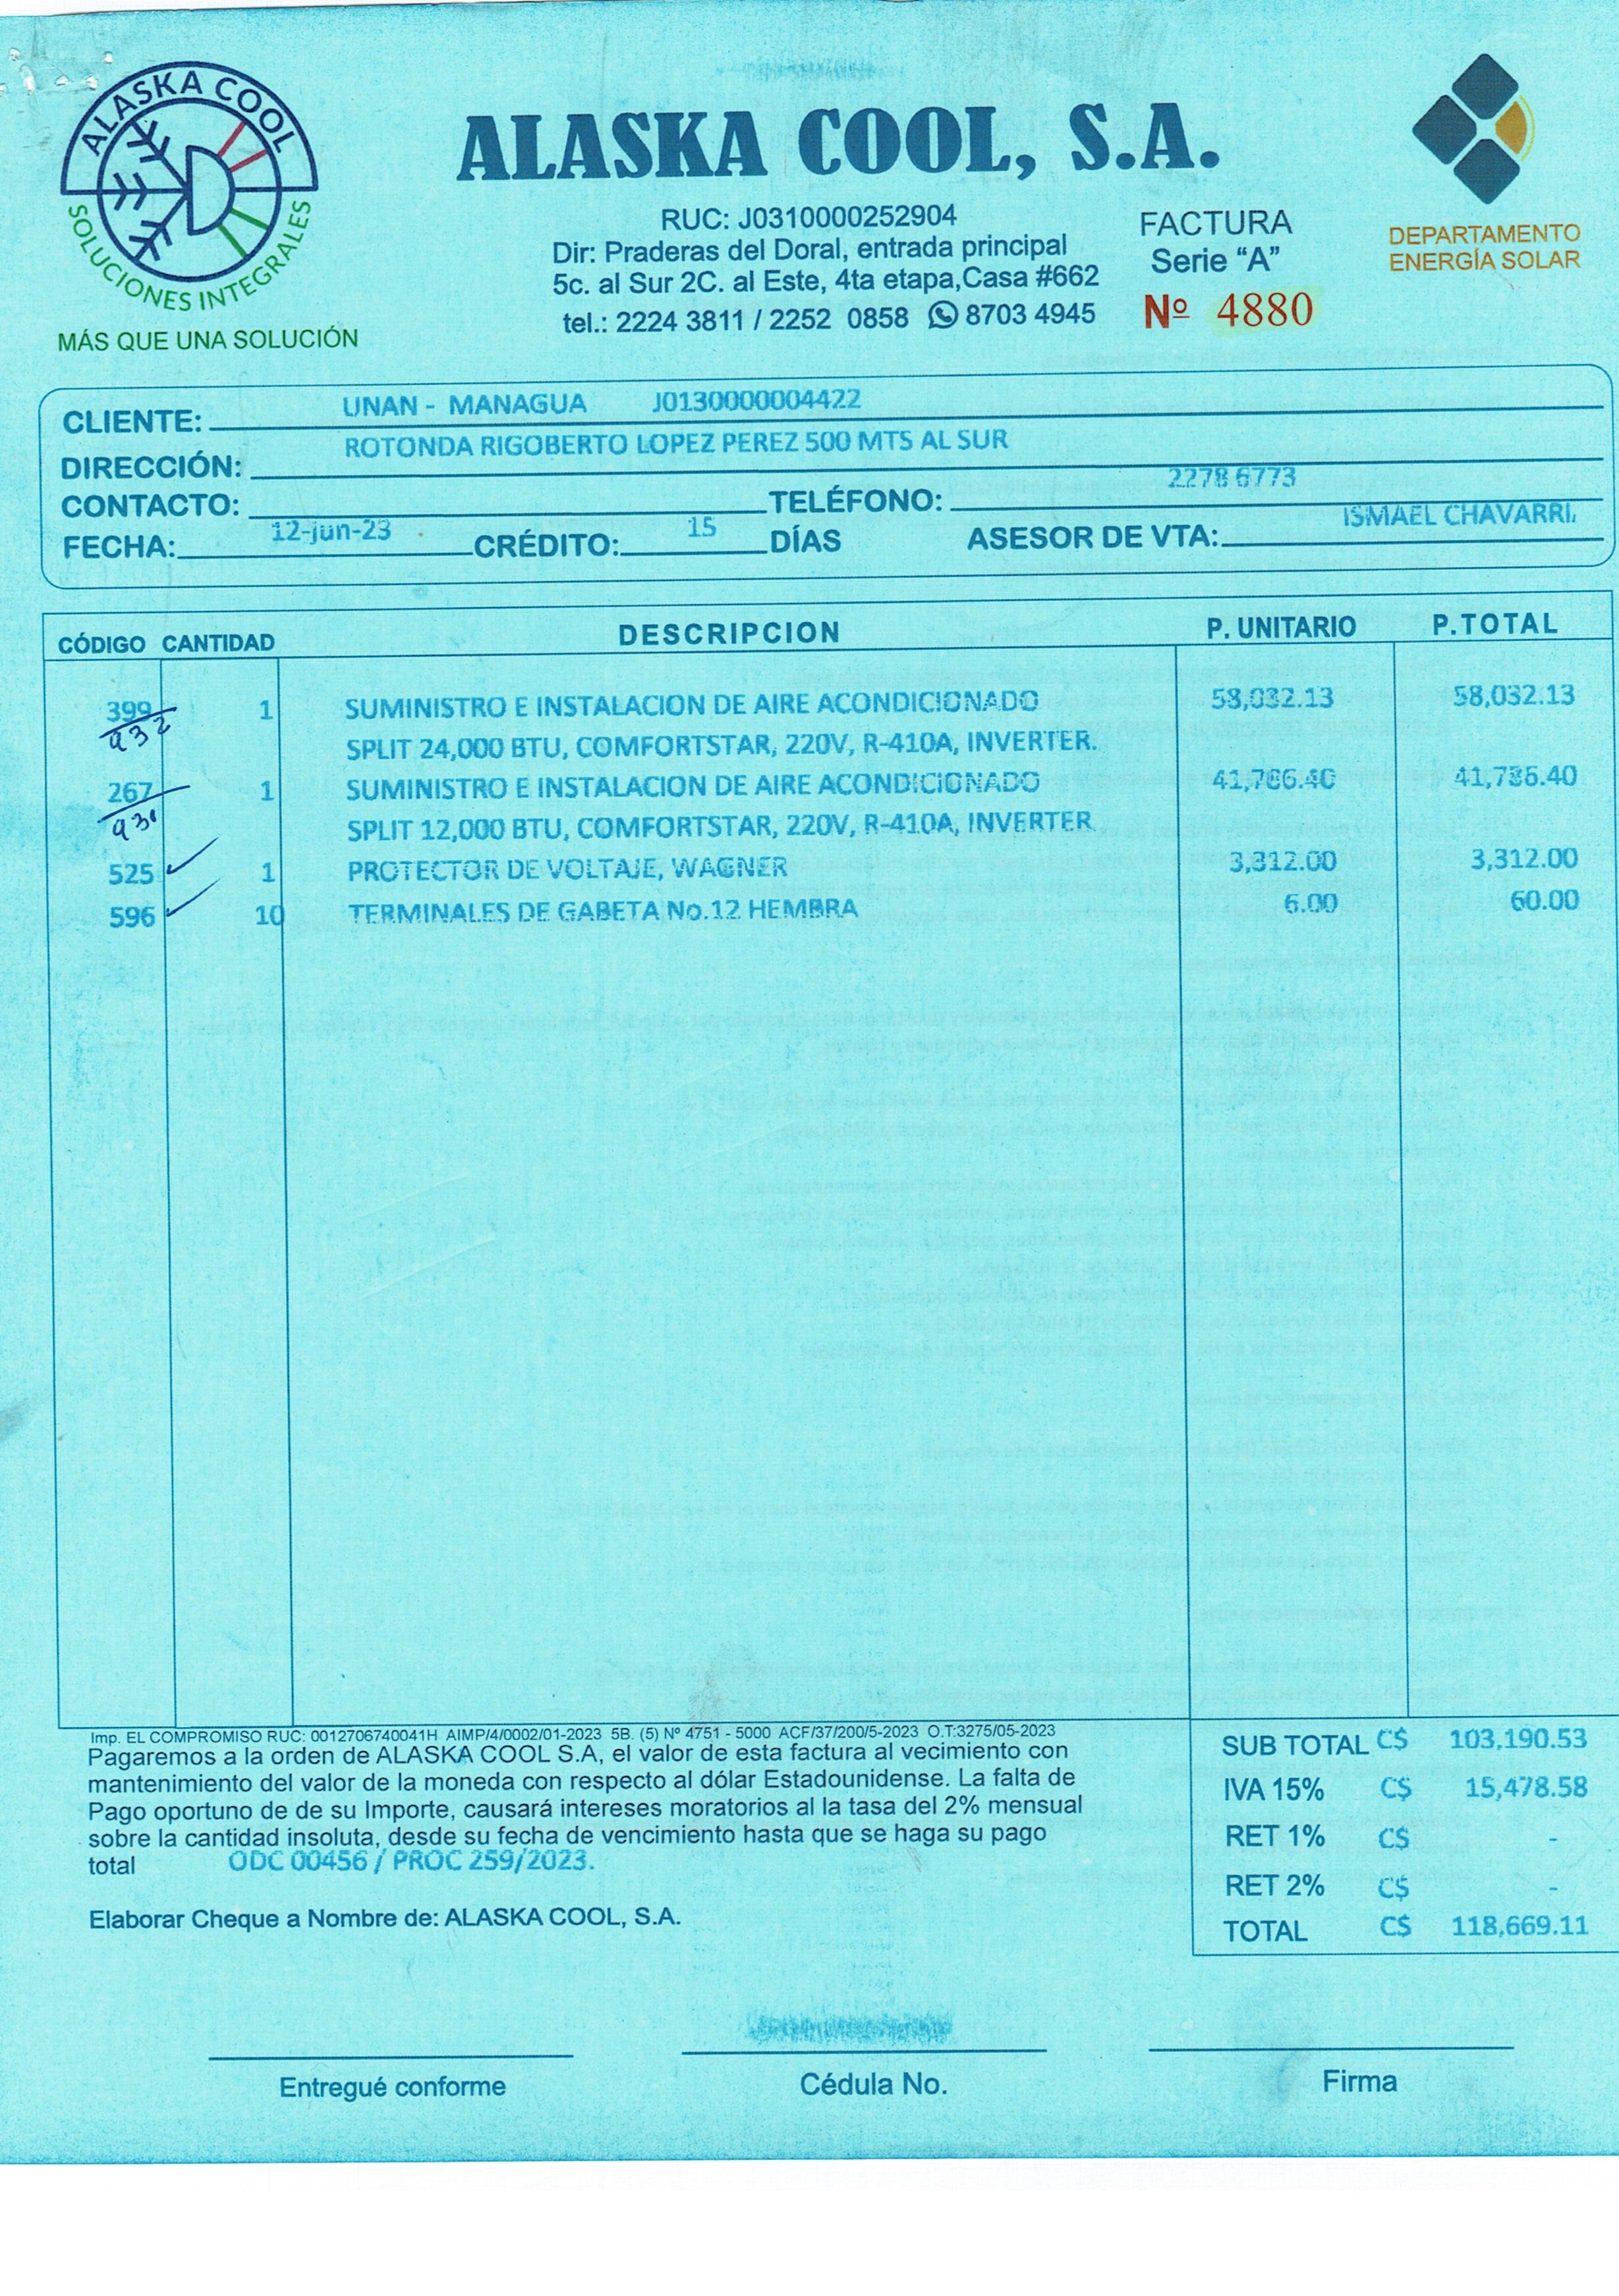 ALASKA COOL
SOLUCIONES INTEGRALES
MÁS QUE UNA SOLUCIÓN
ALASKA COOL, S.A.
RUC: J0310000252904
Dir: Praderas del Doral, entrada principal
5c. al Sur 2C. al Este, 4ta etapa,Casa #662
tel.: 2224 3811 / 2252 0858 8703 4945
FACTURA
Serie “A”
Nº 4880
DEPARTAMENTO
ENERGÍA SOLAR
CLIENTE: UNAN - MANAGUA J0130000004422
DIRECCIÓN: ROTONDA RIGOBERTO LOPEZ PEREZ 500 MTS AL SUR
CONTACTO: TELÉFONO: 2278 6773
FECHA: 12-jun-23 CRÉDITO: 15 DÍAS ASESOR DE VTA: ISMAEL CHAVARRI
CÓDIGO CANTIDAD DESCRIPCION P. UNITARIO P.TOTAL
399 1 SUMINISTRO E INSTALACION DE AIRE ACONDICIONADO 58,032.13 58,032.13
932 SPLIT 24,000 BTU, COMFORTSTAR, 220V, R-410A, INVERTER.
267 1 SUMINISTRO E INSTALACION DE AIRE ACONDICIONADO 41,786.40 41,786.40
SPLIT 12,000 BTU, COMFORTSTAR, 220V, R-410A, INVERTER
525 1 PROTECTOR DE VOLTAJE, WAGNER 3,312.00 3,312.00
596 10 TERMINALES DE GABETA No.12 HEMBRA 6.00 60.00
Imp. EL COMPROMISO RUC: 0012706740041H AIMP/4/0002/01-2023 5B. (5) Nº 4751 - 5000 ACF/37/200/5-2023 O.T:3275/05-2023
Pagaremos a la orden de ALASKA COOL S.A, el valor de esta factura al vecimiento con
mantenimiento del valor de la moneda con respecto al dólar Estadounidense. La falta de
Pago oportuno de de su Importe, causará intereses moratorios al la tasa del 2% mensual
sobre la cantidad insoluta, desde su fecha de vencimiento hasta que se haga su pago
total ODC 00456 / PROC 259/2023.
Elaborar Cheque a Nombre de: ALASKA COOL, S.A.
SUB TOTAL C$ 103,190.53
IVA 15% C$ 15,478.58
RET 1% C$ -
RET 2% C$ -
TOTAL C$ 118,669.11
Entregué conforme
Cédula No.
Firma